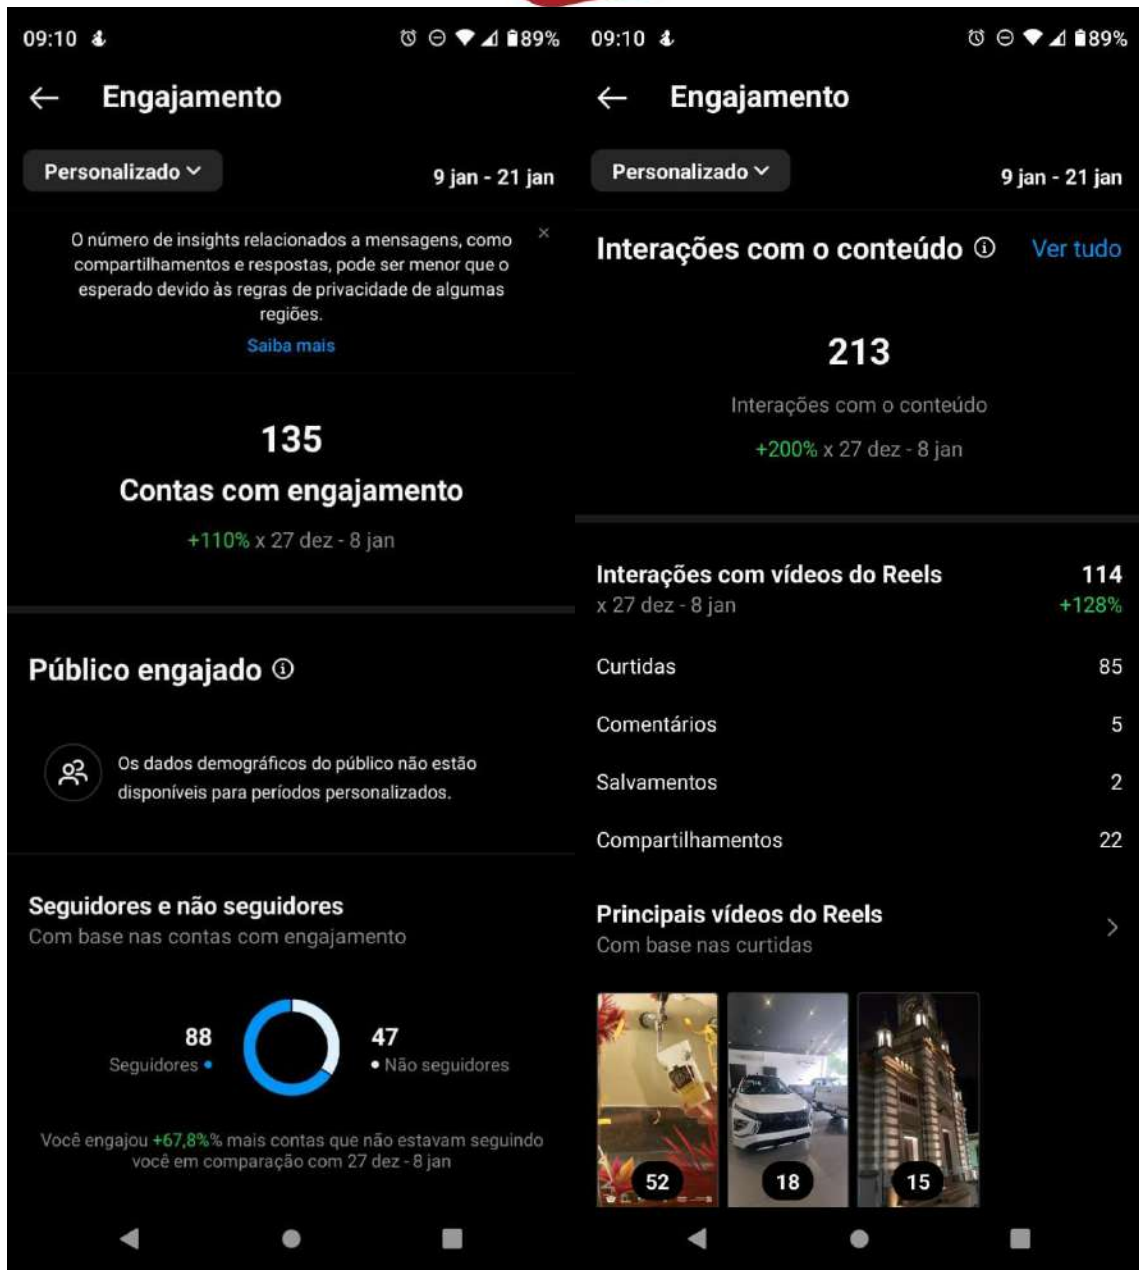 09:10
89%
Engajamento
Personalizado
9 jan - 21 jan
O número de insights relacionados a mensagens, como
compartilhamentos e respostas, pode ser menor que o
esperado devido às regras de privacidade de algumas
regiões.
Saiba mais
135
Contas com engajamento
+110% x 27 dez - 8 jan
Público engajado
Os dados demográficos do público não estão
disponíveis para períodos personalizados.
Seguidores e não seguidores
Com base nas contas com engajamento
88
Seguidores
47
Não seguidores
Você engajou +67,8%% mais contas que não estavam seguindo
você em comparação com 27 dez - 8 jan
09:10
89%
Engajamento
Personalizado
9 jan - 21 jan
Interações com o conteúdo
Ver tudo
213
Interações com o conteúdo
+200% x 27 dez - 8 jan
Interações com vídeos do Reels 114
x 27 dez - 8 jan +128%
Curtidas 85
Comentários 5
Salvamentos 2
Compartilhamentos 22
Principais vídeos do Reels
Com base nas curtidas
52
18
15